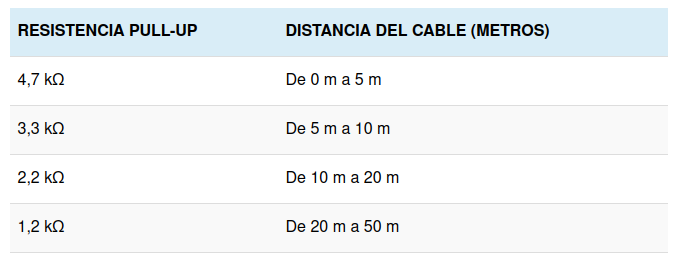 RESISTENCIA PULL-UP DISTANCIA DEL CABLE (METROS)
4,7 kΩ De 0 m a 5 m
3,3 kΩ De 5 m a 10 m
2,2 kΩ De 10 m a 20 m
1,2 kΩ De 20 m a 50 m